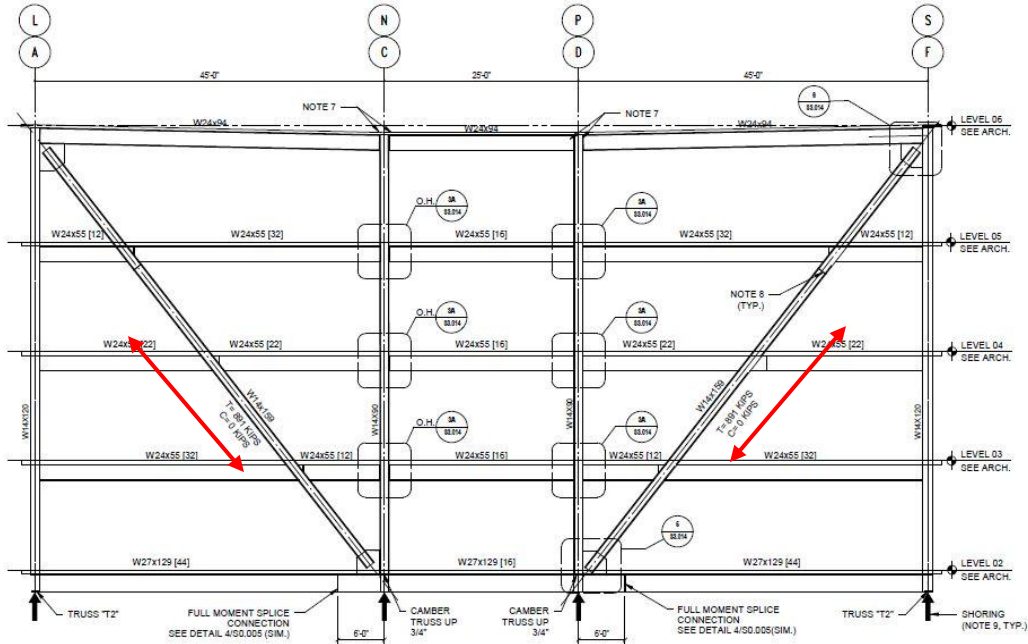 L N P S
A C D F
45'-0" 25'-0" 45'-0"
NOTE 7 NOTE 7
6
S3.014
W24x94 W24x94 W24x94
LEVEL 06
SEE ARCH.
O.H. 3A
S3.014
3A
S3.014
W24x55 [12] W24x55 [32] W24x55 [16] W24x55 [32] W24x55 [12]
LEVEL 05
SEE ARCH.
NOTE 8
(TYP.)
O.H. 3A
S3.014
3A
S3.014
W24x55 [22] W24x55 [22] W24x55 [16] W24x55 [22] W24x55 [22]
LEVEL 04
SEE ARCH.
W14X120 W14x159 W14X90 W14X90 W14x159 W14X120
T= 891 KIPS
C= 0 KIPS
T= 891 KIPS
C= 0 KIPS
O.H. 3A
S3.014
3A
S3.014
W24x55 [32] W24x55 [12] W24x55 [16] W24x55 [12] W24x55 [32]
LEVEL 03
SEE ARCH.
6
S3.014
W27x129 [44] W27x129 [16] W27x129 [44]
LEVEL 02
SEE ARCH.
TRUSS "T2"
FULL MOMENT SPLICE
CONNECTION
SEE DETAIL 4/S0.005 (SIM.)
6'-0"
CAMBER
TRUSS UP
3/4"
CAMBER
TRUSS UP
3/4"
6'-0"
FULL MOMENT SPLICE
CONNECTION
SEE DETAIL 4/S0.005(SIM.)
TRUSS "T2"
SHORING
(NOTE 9, TYP.)